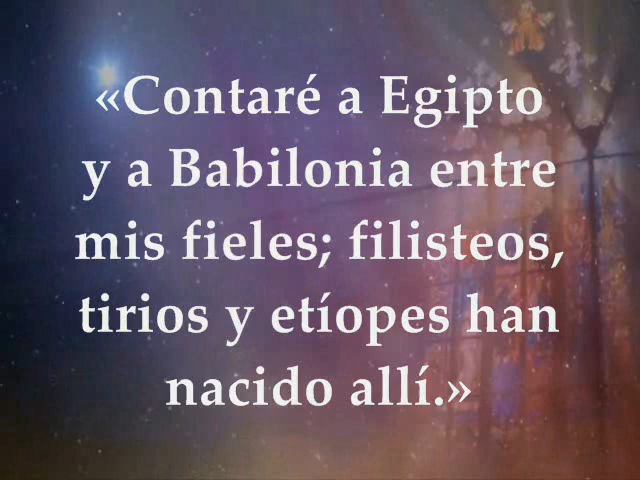 «Contaré a Egipto
y a Babilonia entre
mis fieles; filisteos,
tirios y etíopes han
nacido allí.»